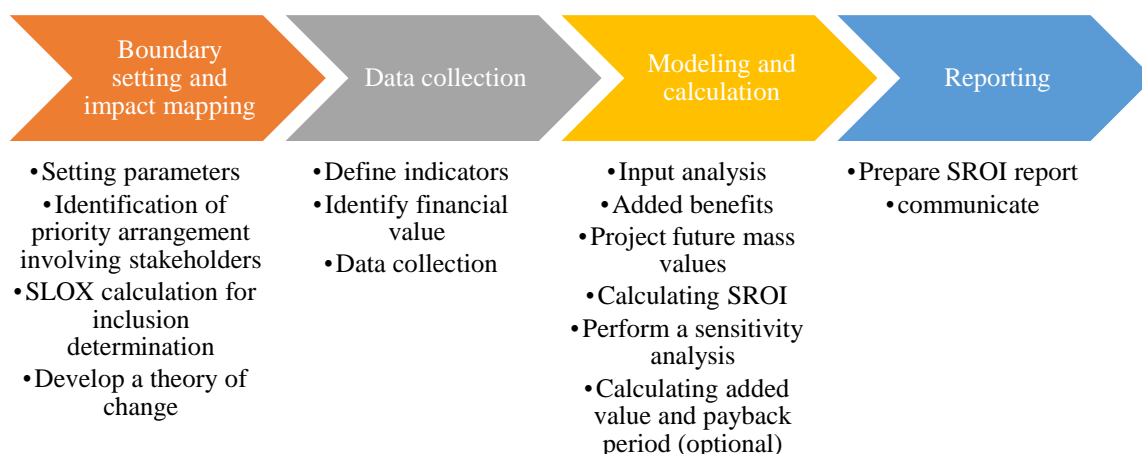 Boundary
setting and
impact mapping
•Setting parameters
•Identification of
priority arrangement
involving stakeholders
•SLOX calculation for
inclusion
determination
•Develop a theory of
change
Data collection
•Define indicators
•Identify financial
value
•Data collection
Modeling and
calculation
•Input analysis
•Added benefits
•Project future mass
values
•Calculating SROI
•Perform a sensitivity
analysis
•Calculating added
value and payback
period (optional)
Reporting
•Prepare SROI report
•communicate